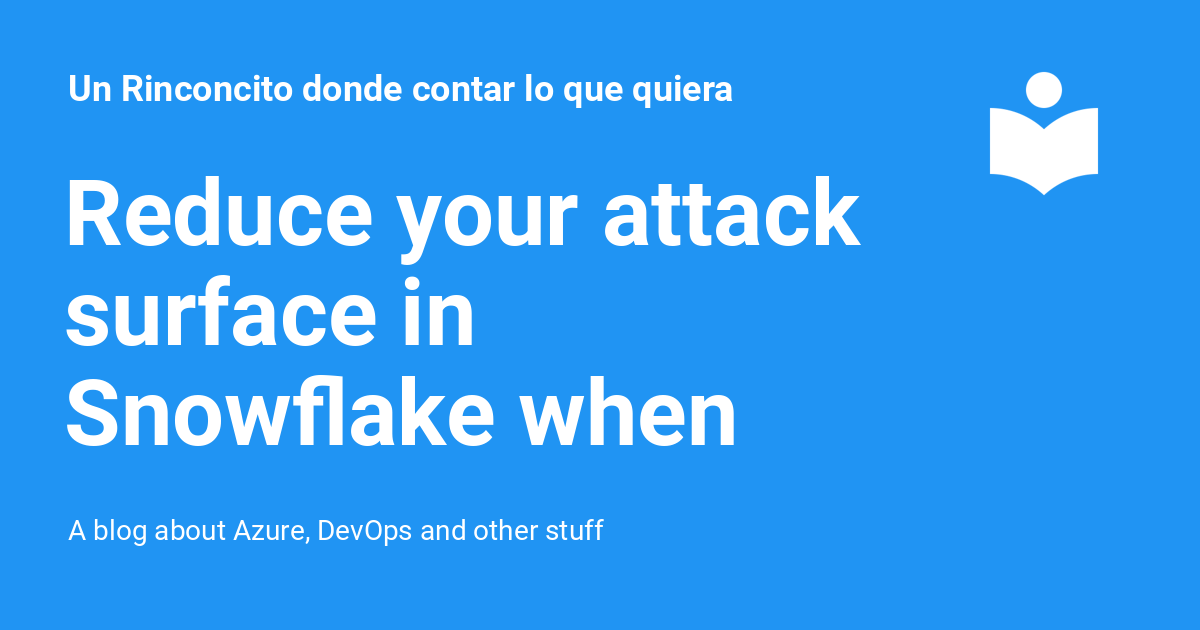 Un Rinconcito donde contar lo que quiera
Reduce your attack
surface in
Snowflake when
A blog about Azure, DevOps and other stuff